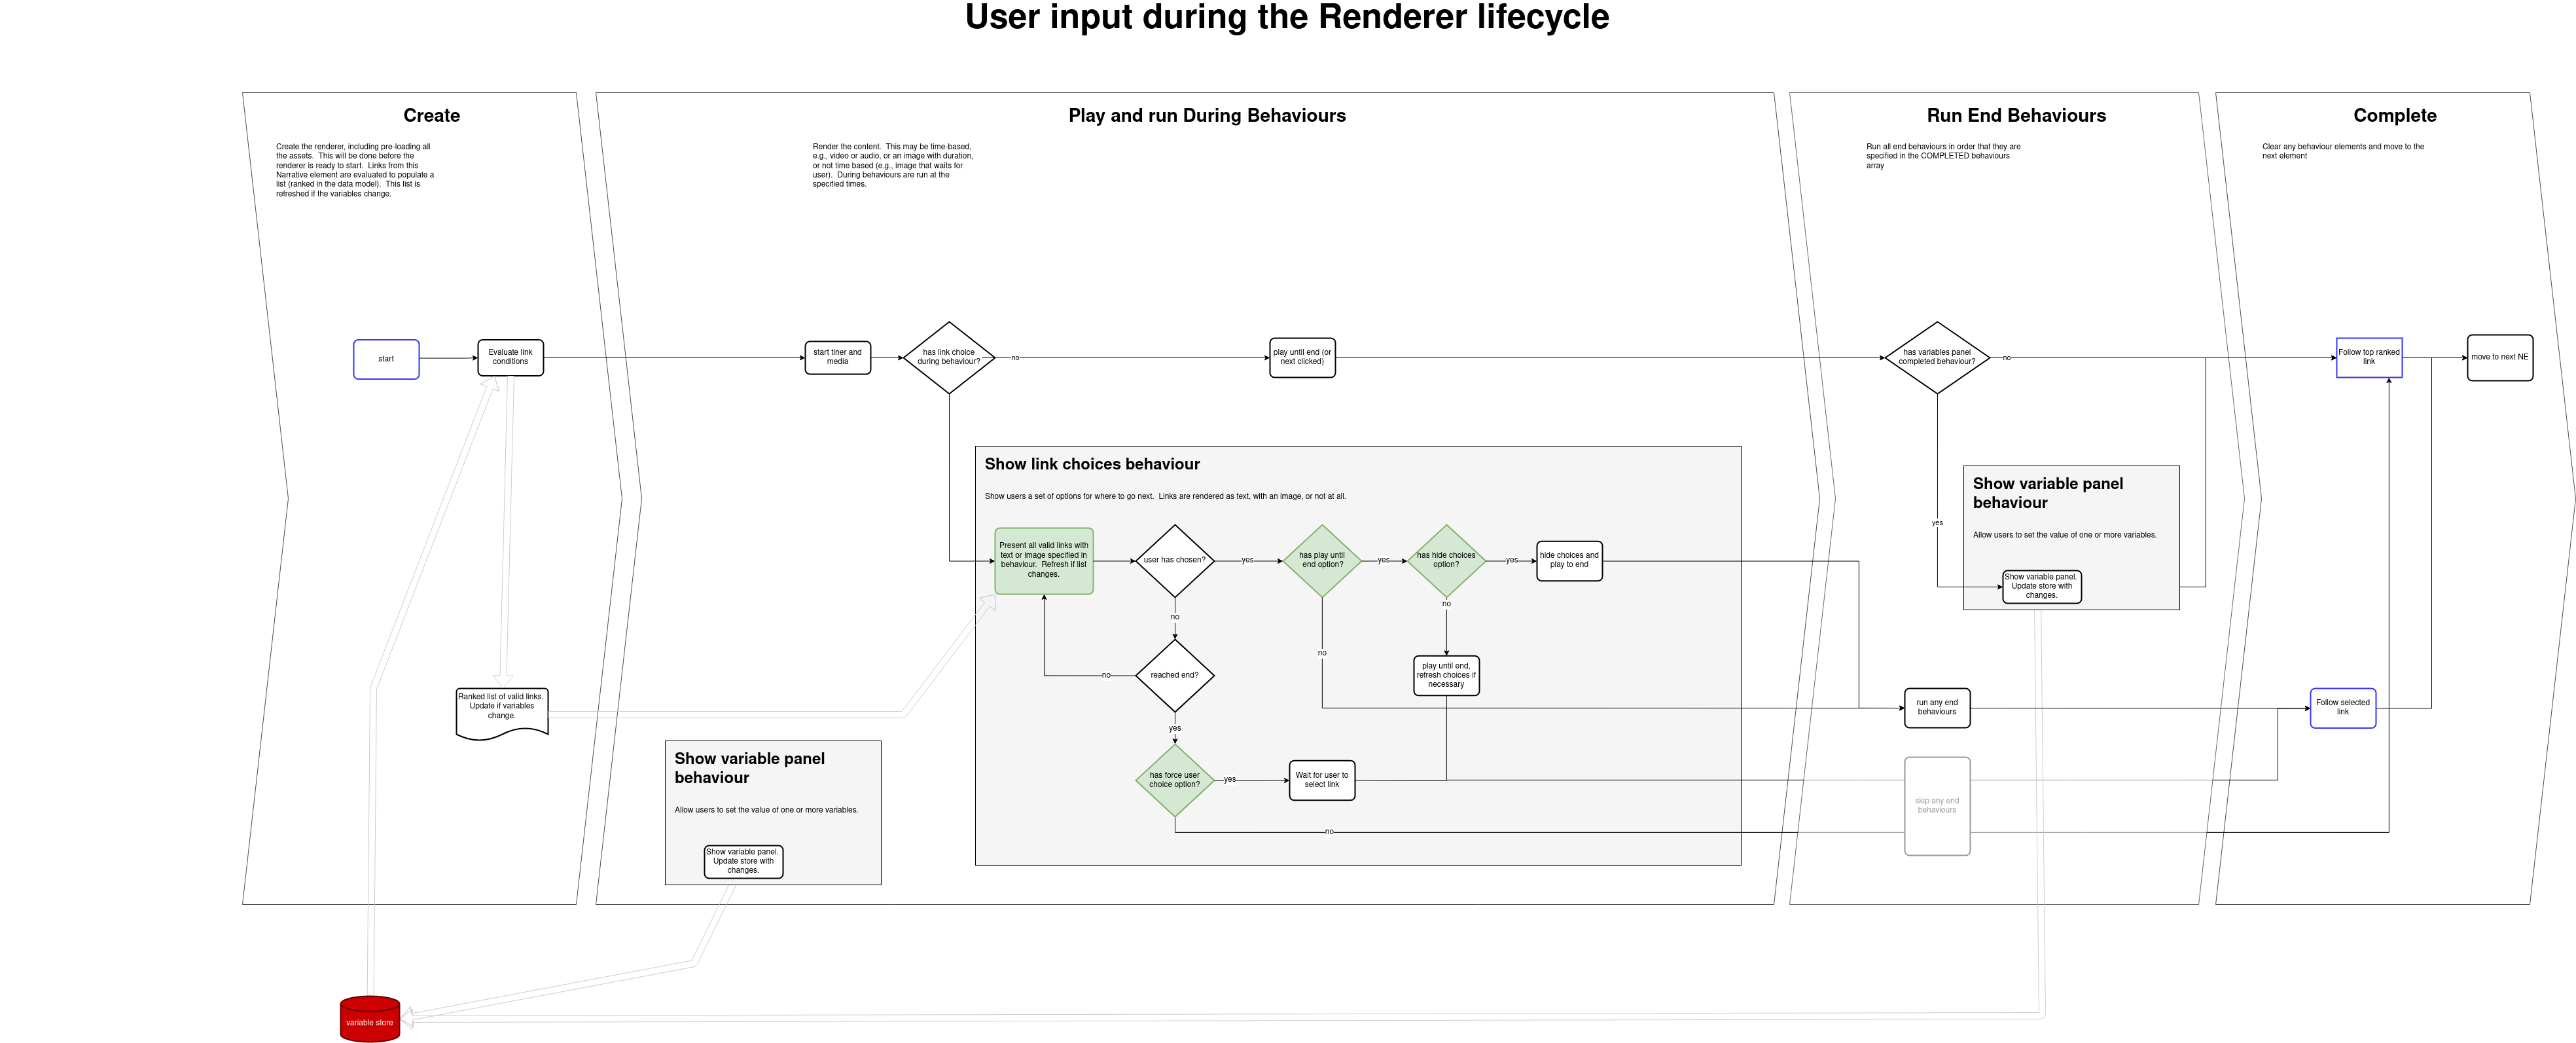 User input during the Renderer lifecycle
Create
Create the renderer, including pre-loading all
the assets.  This will be done before the
renderer is ready to start.  Links from this
Narrative element are evaluated to populate a
list (ranked in the data model).  This list is
refreshed if the variables change.
start
Evaluate link
conditions
Ranked list of valid links.
Update if variables
change.
variable store
Play and run During Behaviours
Render the content.  This may be time-based,
e.g., video or audio, or an image with duration,
or not time based (e.g., image that waits for
user).  During behaviours are run at the
specified times.
start tiner and
media
has link choice
during behaviour?
no
play until end (or
next clicked)
Show link choices behaviour
Show users a set of options for where to go next.  Links are rendered as text, with an image, or not at all.
Present all valid links with
text or image specified in
behaviour.  Refresh if list
changes.
user has chosen?
yes
has play until
end option?
yes
has hide choices
option?
yes
hide choices and
play to end
no
no
no
reached end?
no
play until end,
refresh choices if
necessary
yes
has force user
choice option?
yes
Wait for user to
select link
no
Show variable panel
behaviour
Allow users to set the value of one or more variables.
Show variable panel.
Update store with
changes.
Run End Behaviours
Run all end behaviours in order that they are
specified in the COMPLETED behaviours
array
has variables panel
completed behaviour?
no
yes
Show variable panel
behaviour
Allow users to set the value of one or more variables.
Show variable panel.
Update store with
changes.
run any end
behaviours
skip any end
behaviours
Complete
Clear any behaviour elements and move to the
next element
Follow top ranked
link
move to next NE
Follow selected
link